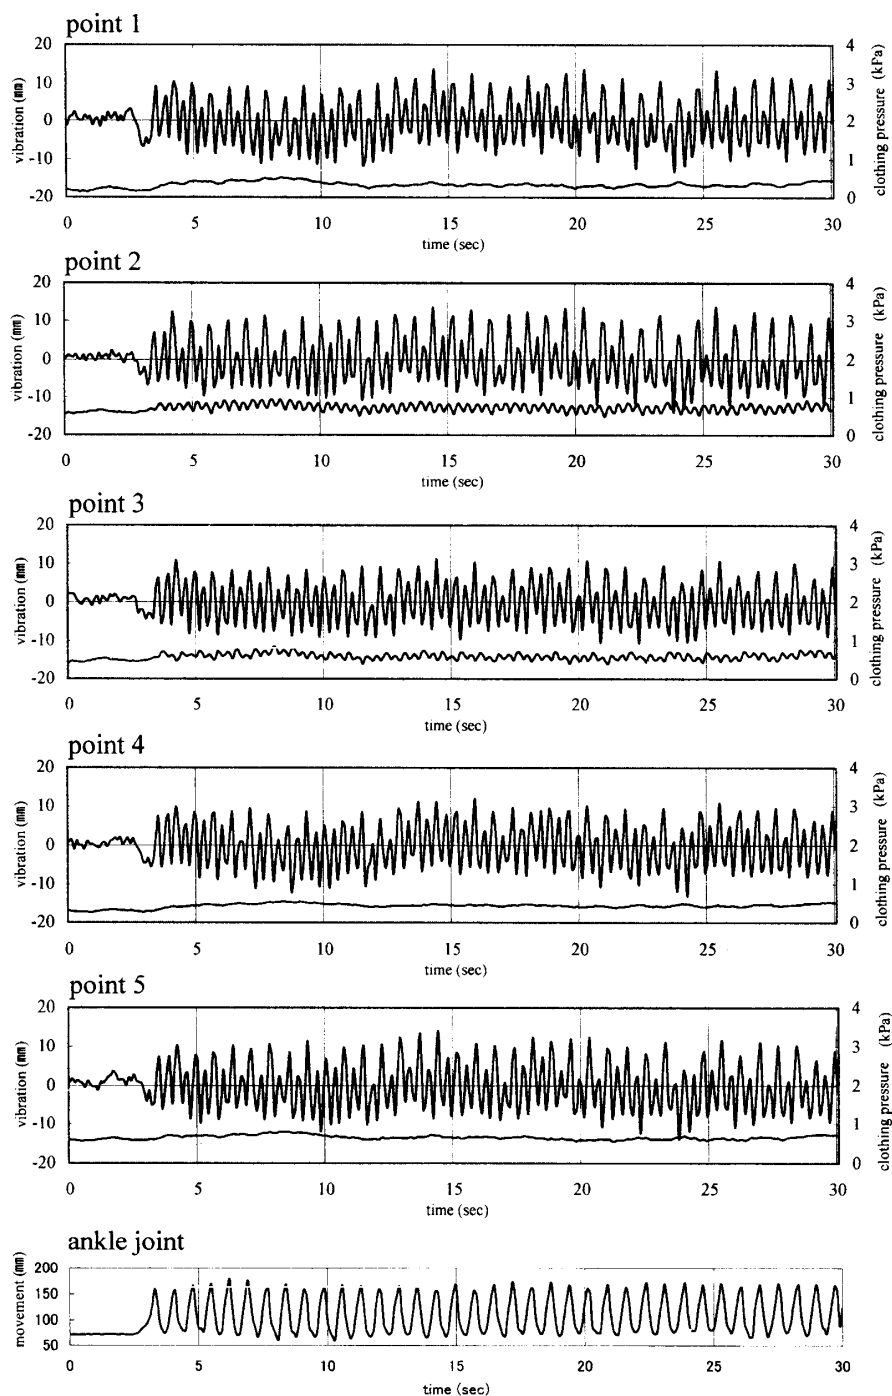 point 1
20
10
0
-10
-20
vibration (mm)
4
3
2
1
0
clothing pressure (kPa)
0 5 10 15 20 25 30
time (sec)
point 2
20
10
0
-10
-20
vibration (mm)
4
3
2
1
0
clothing pressure (kPa)
0 5 10 15 20 25 30
time (sec)
point 3
20
10
0
-10
-20
vibration (mm)
4
3
2
1
0
clothing pressure (kPa)
0 5 10 15 20 25 30
time (sec)
point 4
20
10
0
-10
-20
vibration (mm)
4
3
2
1
0
clothing pressure (kPa)
0 5 10 15 20 25 30
time (sec)
point 5
20
10
0
-10
-20
vibration (mm)
4
3
2
1
0
clothing pressure (kPa)
0 5 10 15 20 25 30
time (sec)
ankle joint
200
150
100
50
movement (mm)
0 5 10 15 20 25 30
time (sec)